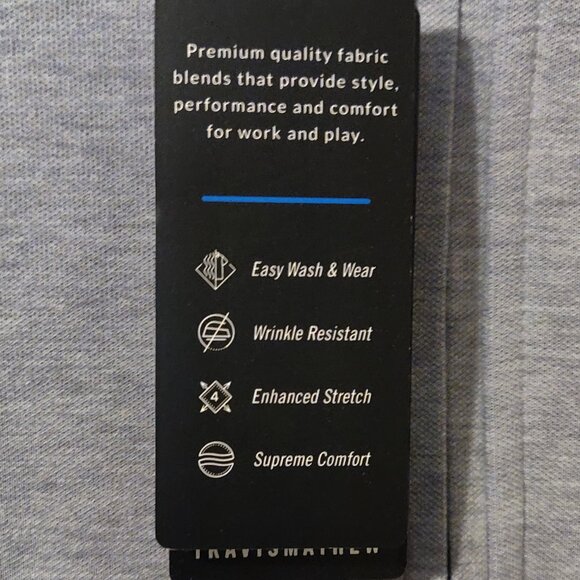 Premium quality fabric
blends that provide style,
performance and comfort
for work and play.
Easy Wash & Wear
Wrinkle Resistant
4
Enhanced Stretch
Supreme Comfort
TRAVISMATHEW